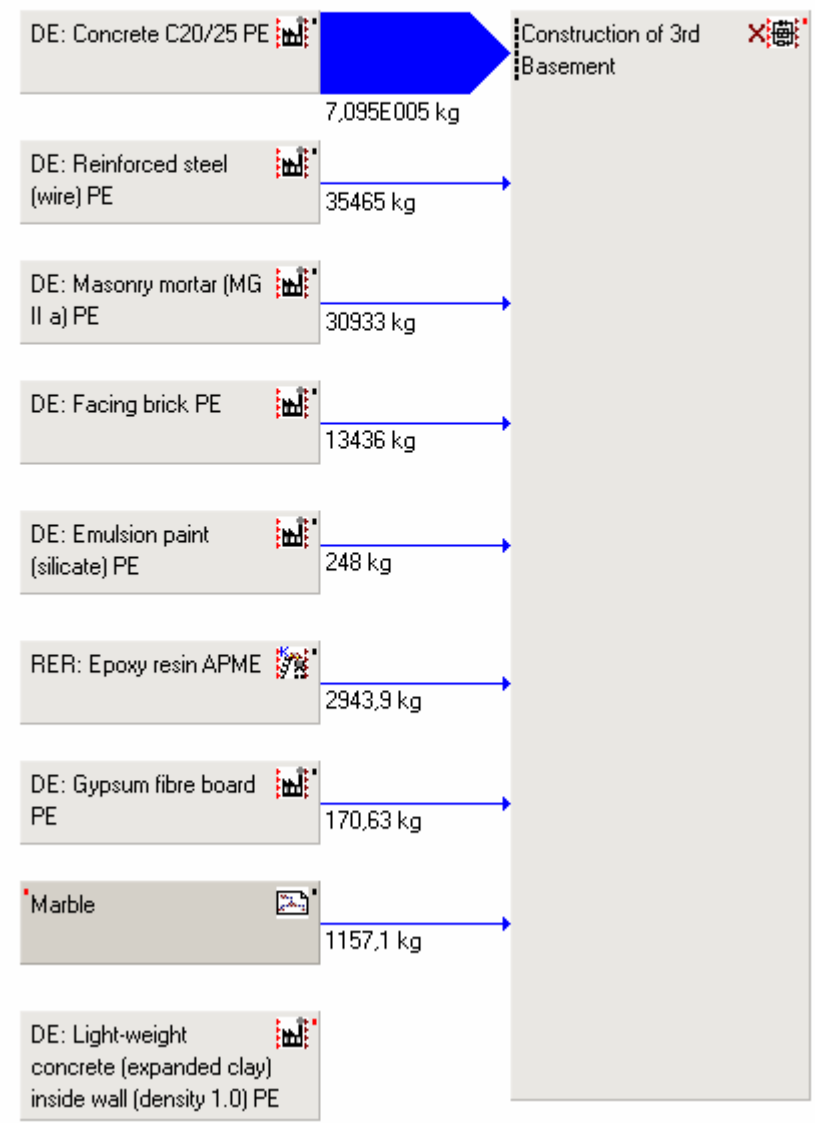 DE: Concrete C20/25 PE
Construction of 3rd
Basement
7,095E005 kg
DE: Reinforced steel
(wire) PE
35465 kg
DE: Masonry mortar (MG
II a) PE
30933 kg
DE: Facing brick PE
13436 kg
DE: Emulsion paint
(silicate) PE
248 kg
RER: Epoxy resin APME
2943,9 kg
DE: Gypsum fibre board
PE
170,63 kg
Marble
1157,1 kg
DE: Light-weight
concrete (expanded clay)
inside wall (density 1.0) PE